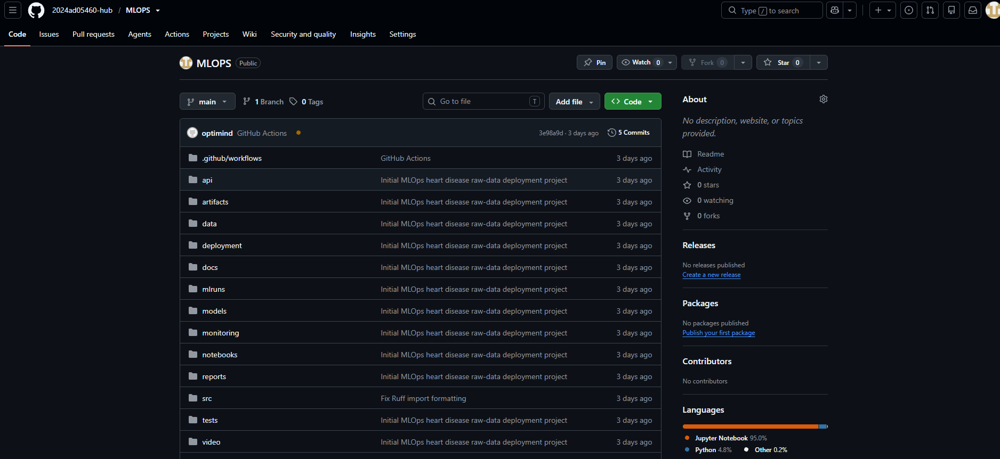 2024ad05460-hub / MLOPS
Type / to search
Code Issues Pull requests Agents Actions Projects Wiki Security and quality Insights Settings
MLOPS Public
Pin Watch 0 Fork 0 Star 0
main 1 Branch 0 Tags Go to file T Add file Code
optimind GitHub Actions 3e98a9d · 3 days ago 5 Commits
.github/workflows GitHub Actions 3 days ago
api Initial MLOps heart disease raw-data deployment project 3 days ago
artifacts Initial MLOps heart disease raw-data deployment project 3 days ago
data Initial MLOps heart disease raw-data deployment project 3 days ago
deployment Initial MLOps heart disease raw-data deployment project 3 days ago
docs Initial MLOps heart disease raw-data deployment project 3 days ago
mlruns Initial MLOps heart disease raw-data deployment project 3 days ago
models Initial MLOps heart disease raw-data deployment project 3 days ago
monitoring Initial MLOps heart disease raw-data deployment project 3 days ago
notebooks Initial MLOps heart disease raw-data deployment project 3 days ago
reports Initial MLOps heart disease raw-data deployment project 3 days ago
src Fix Ruff import formatting 3 days ago
tests Initial MLOps heart disease raw-data deployment project 3 days ago
video Initial MLOps heart disease raw-data deployment project 3 days ago
About
No description, website, or topics
provided.
Readme
Activity
0 stars
0 watching
0 forks
Releases
No releases published
Create a new release
Packages
No packages published
Publish your first package
Contributors
No contributors
Languages
Jupyter Notebook 95.0%
Python 4.8% Other 0.2%